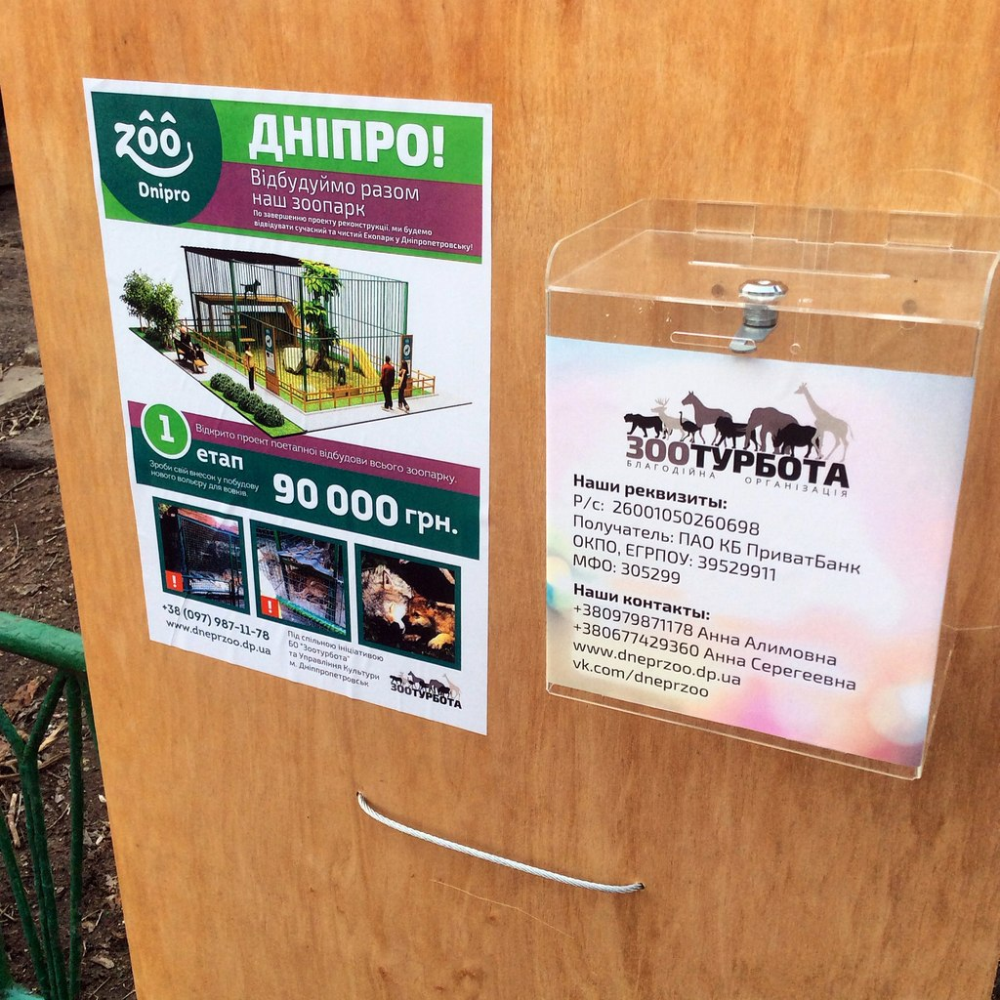 ZÔÔ
Dnipro
ДНІПРО!
Відбудуймо разом
наш зоопарк
По завершенню проекту реконструкції, ми будемо
відвідувати сучасний та чистий Екопарк у Дніпропетровську!
1
етап
Відкрито проект поетапної відбудови всього зоопарку.
Зроби свій внесок у побудову
нового вольєру для вовків.
90 000 грн.
!
!
+38 (097) 987-11-78
www.dneprzoo.dp.ua
Під спільною ініціативою
БО "Зоотурбота"
та Управління Культури
м. Дніппропетровськ
ЗООТУРБОТА
ЗООТУРБОТА
БЛАГОДІЙНА ОРГАНІЗАЦІЯ
Наши реквизиты:
Р/с: 26001050260698
Получатель: ПАО КБ ПриватБанк
ОКПО, ЕГРПОУ: 39529911
МФО: 305299
Наши контакты:
+380979871178 Анна Алимовна
+380677429360 Анна Серегеевна
www.dneprzoo.dp.ua
vk.com/dneprzoo